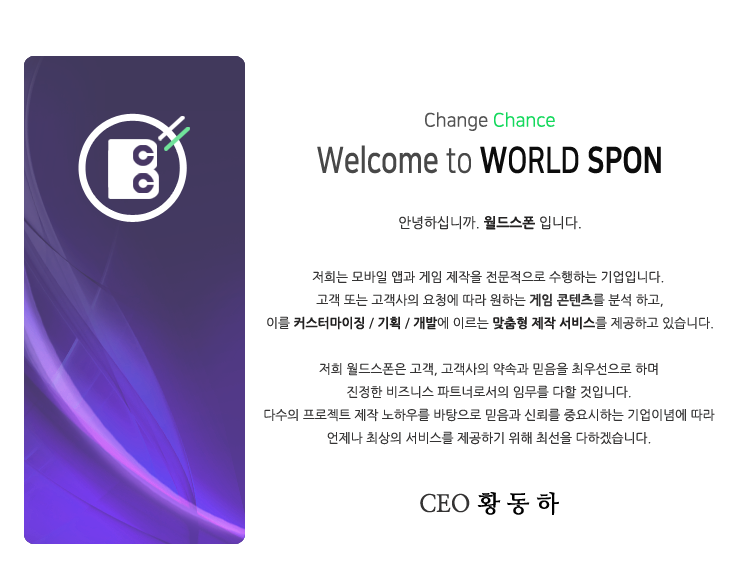 Change Chance
Welcome to WORLD SPON
안녕하십니까. 월드스폰 입니다.
저희는 모바일 앱과 게임 제작을 전문적으로 수행하는 기업입니다.
고객 또는 고객사의 요청에 따라 원하는 게임 콘텐츠를 분석 하고,
이를 커스터마이징 / 기획 / 개발에 이르는 맞춤형 제작 서비스를 제공하고 있습니다.
저희 월드스폰은 고객, 고객사의 약속과 믿음을 최우선으로 하며
진정한 비즈니스 파트너로서의 임무를 다할 것입니다.
다수의 프로젝트 제작 노하우를 바탕으로 믿음과 신뢰를 중요시하는 기업이념에 따라
언제나 최상의 서비스를 제공하기 위해 최선을 다하겠습니다.
CEO 황 동 하